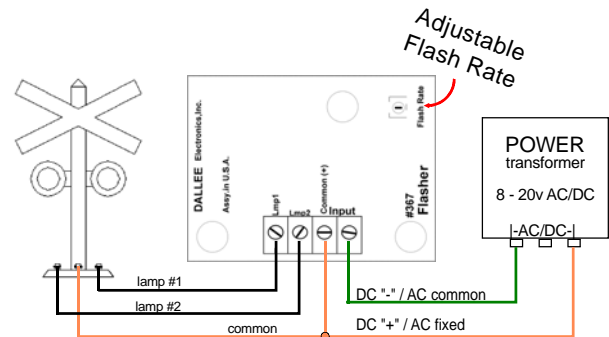 Adjustable
Flash Rate
DALLEE Electronics,Inc.
Assy.in U.S.A.
Lmp1
Lmp2
Common (+)
Input
#367
Flasher
Flash Rate
POWER
transformer
8 - 20v AC/DC
|-AC/DC-|
lamp #1
lamp #2
common
DC "-" / AC common
DC "+" / AC fixed